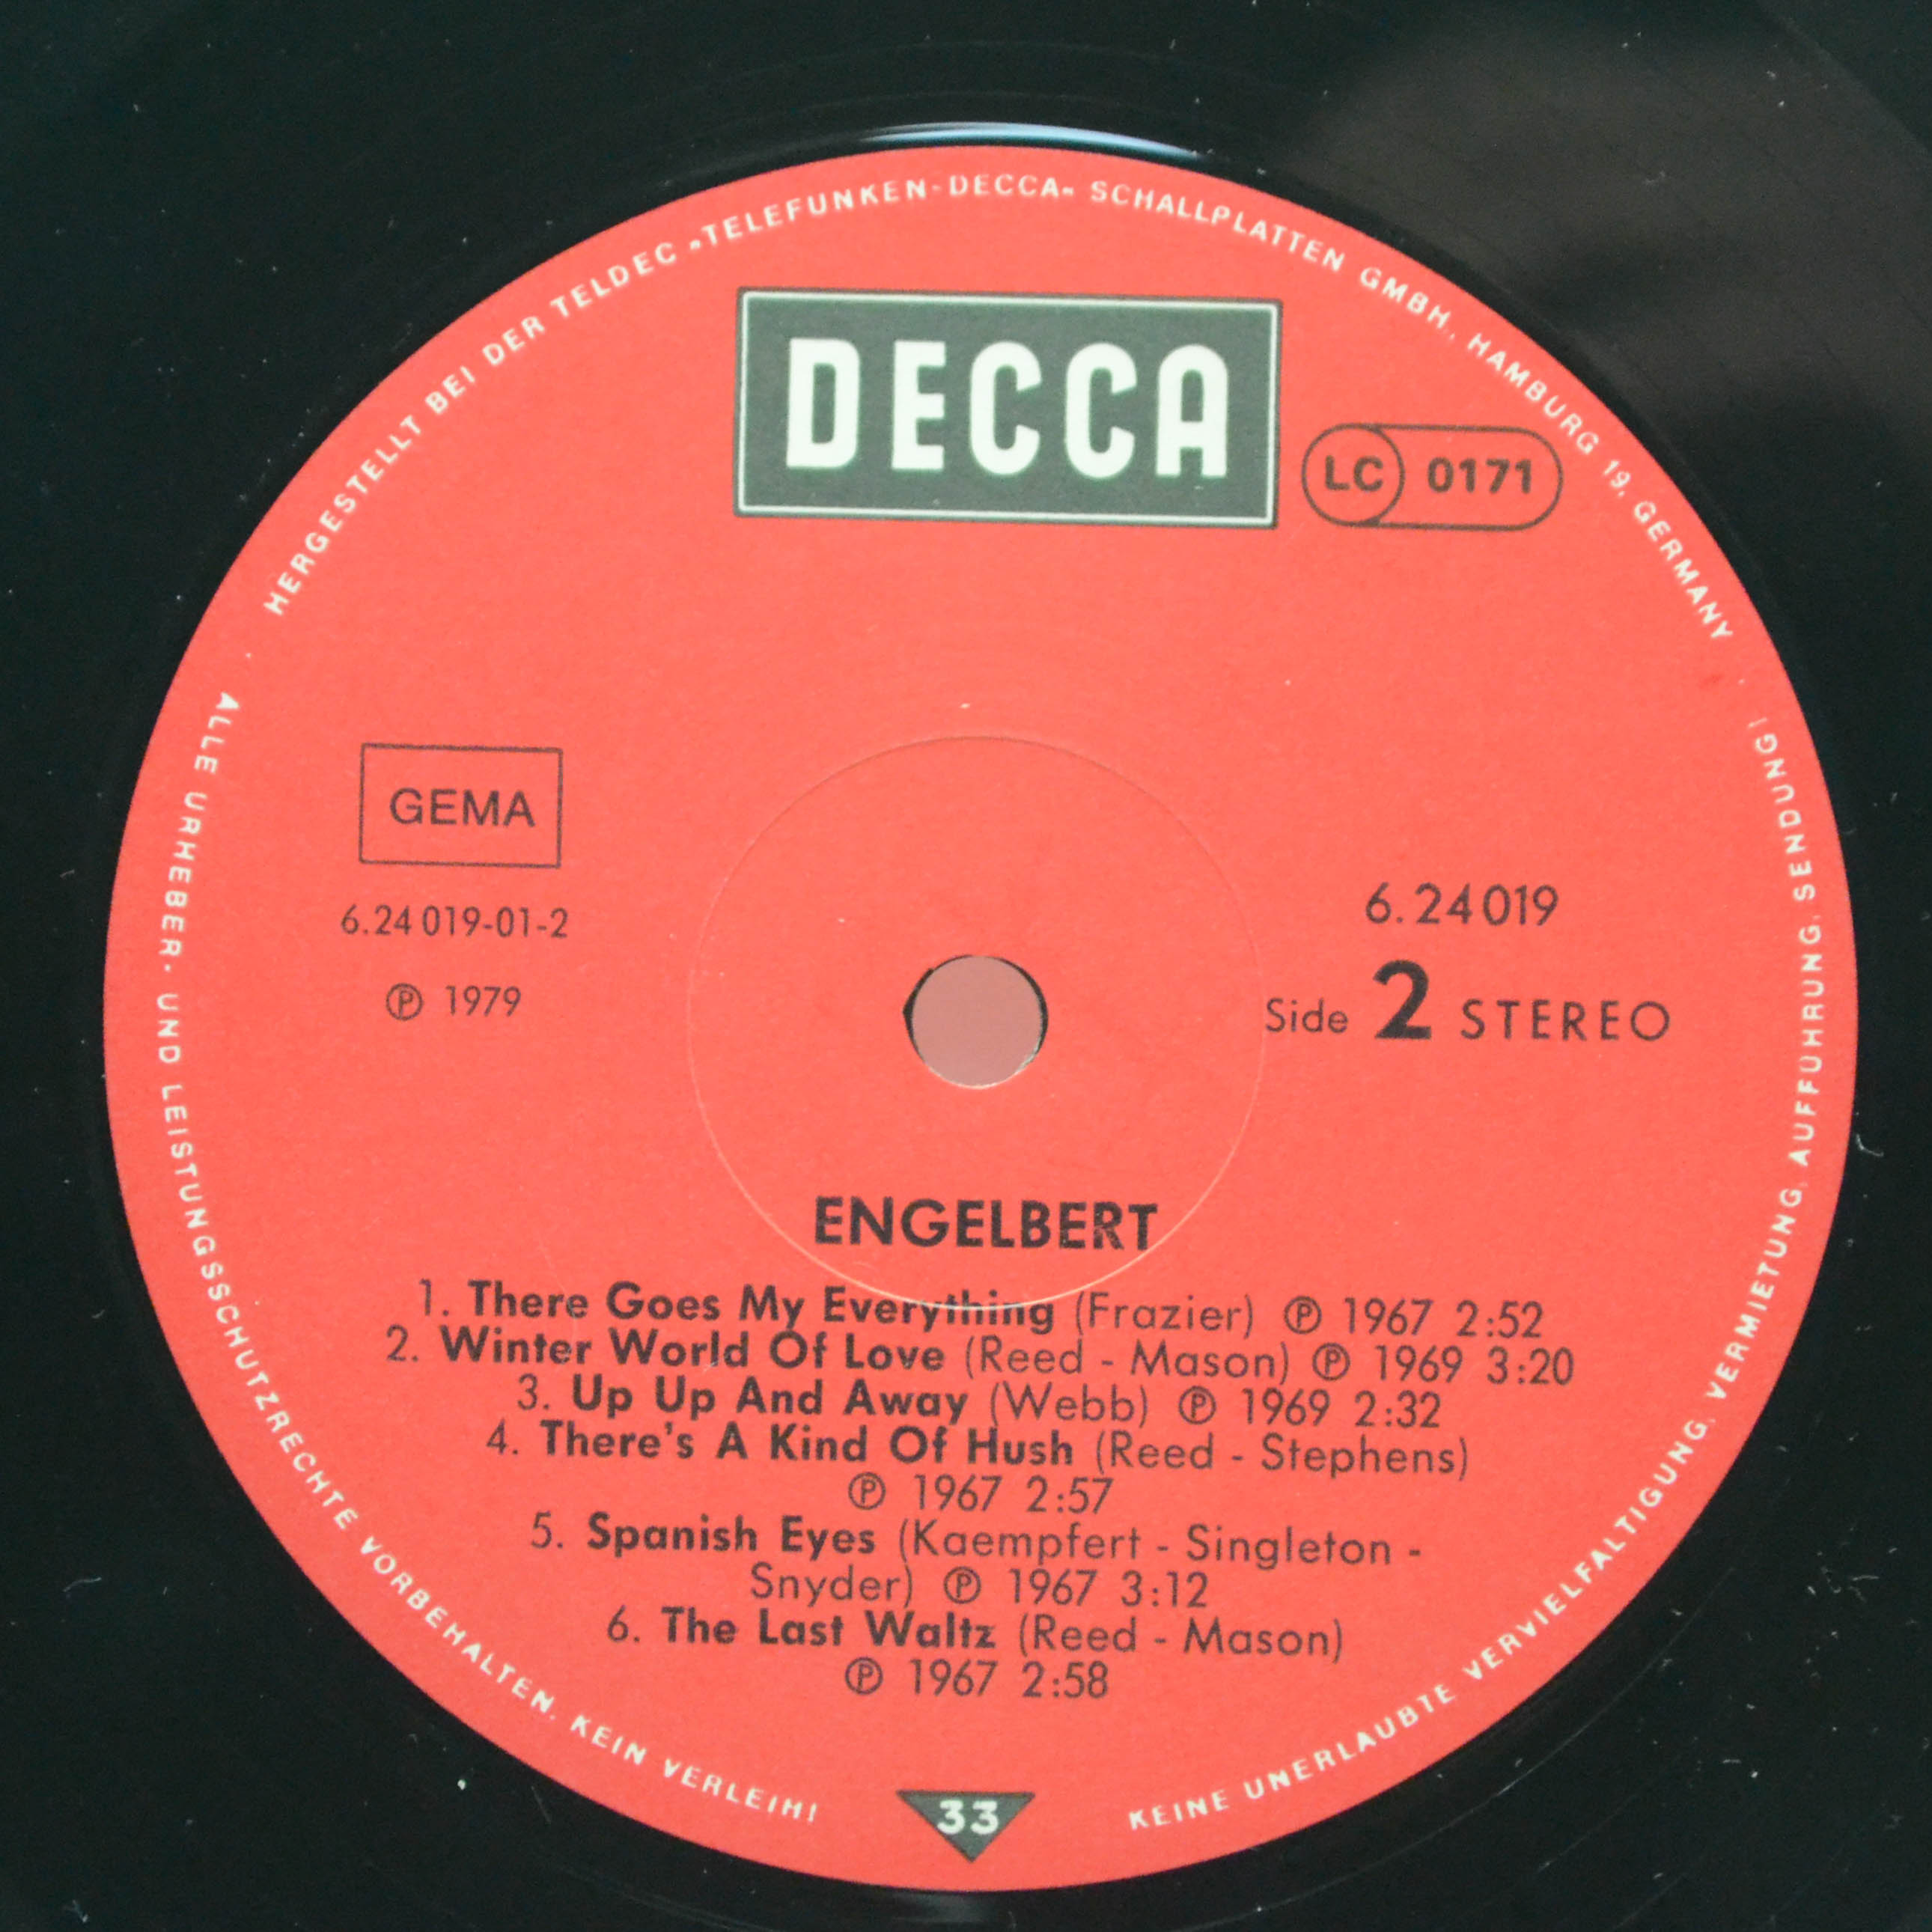 HERGESTELLT BEI DER TELDEC »TELEFUNKEN-DECCA« SCHALLPLATTEN GMBH., HAMBURG 19, GERMANY
DECCA
LC 0171
GEMA
6.24 019-01-2
℗ 1979
6.24019
Side 2 STEREO
ENGELBERT
1. There Goes My Everything (Frazier) ℗ 1967 2:52
2. Winter World Of Love (Reed - Mason) ℗ 1969 3:20
3. Up Up And Away (Webb) ℗ 1969 2:32
4. There's A Kind Of Hush (Reed - Stephens)
℗ 1967 2:57
5. Spanish Eyes (Kaempfert - Singleton -
Snyder) ℗ 1967 3:12
6. The Last Waltz (Reed - Mason)
℗ 1967 2:58
33
ALLE URHEBER- UND LEISTUNGSSCHUTZRECHTE VORBEHALTEN. KEIN VERLEIH!
KEINE UNERLAUBTE VERVIELFALTIGUNG, VERMIETUNG, AUFFUHRUNG, SENDUNG!